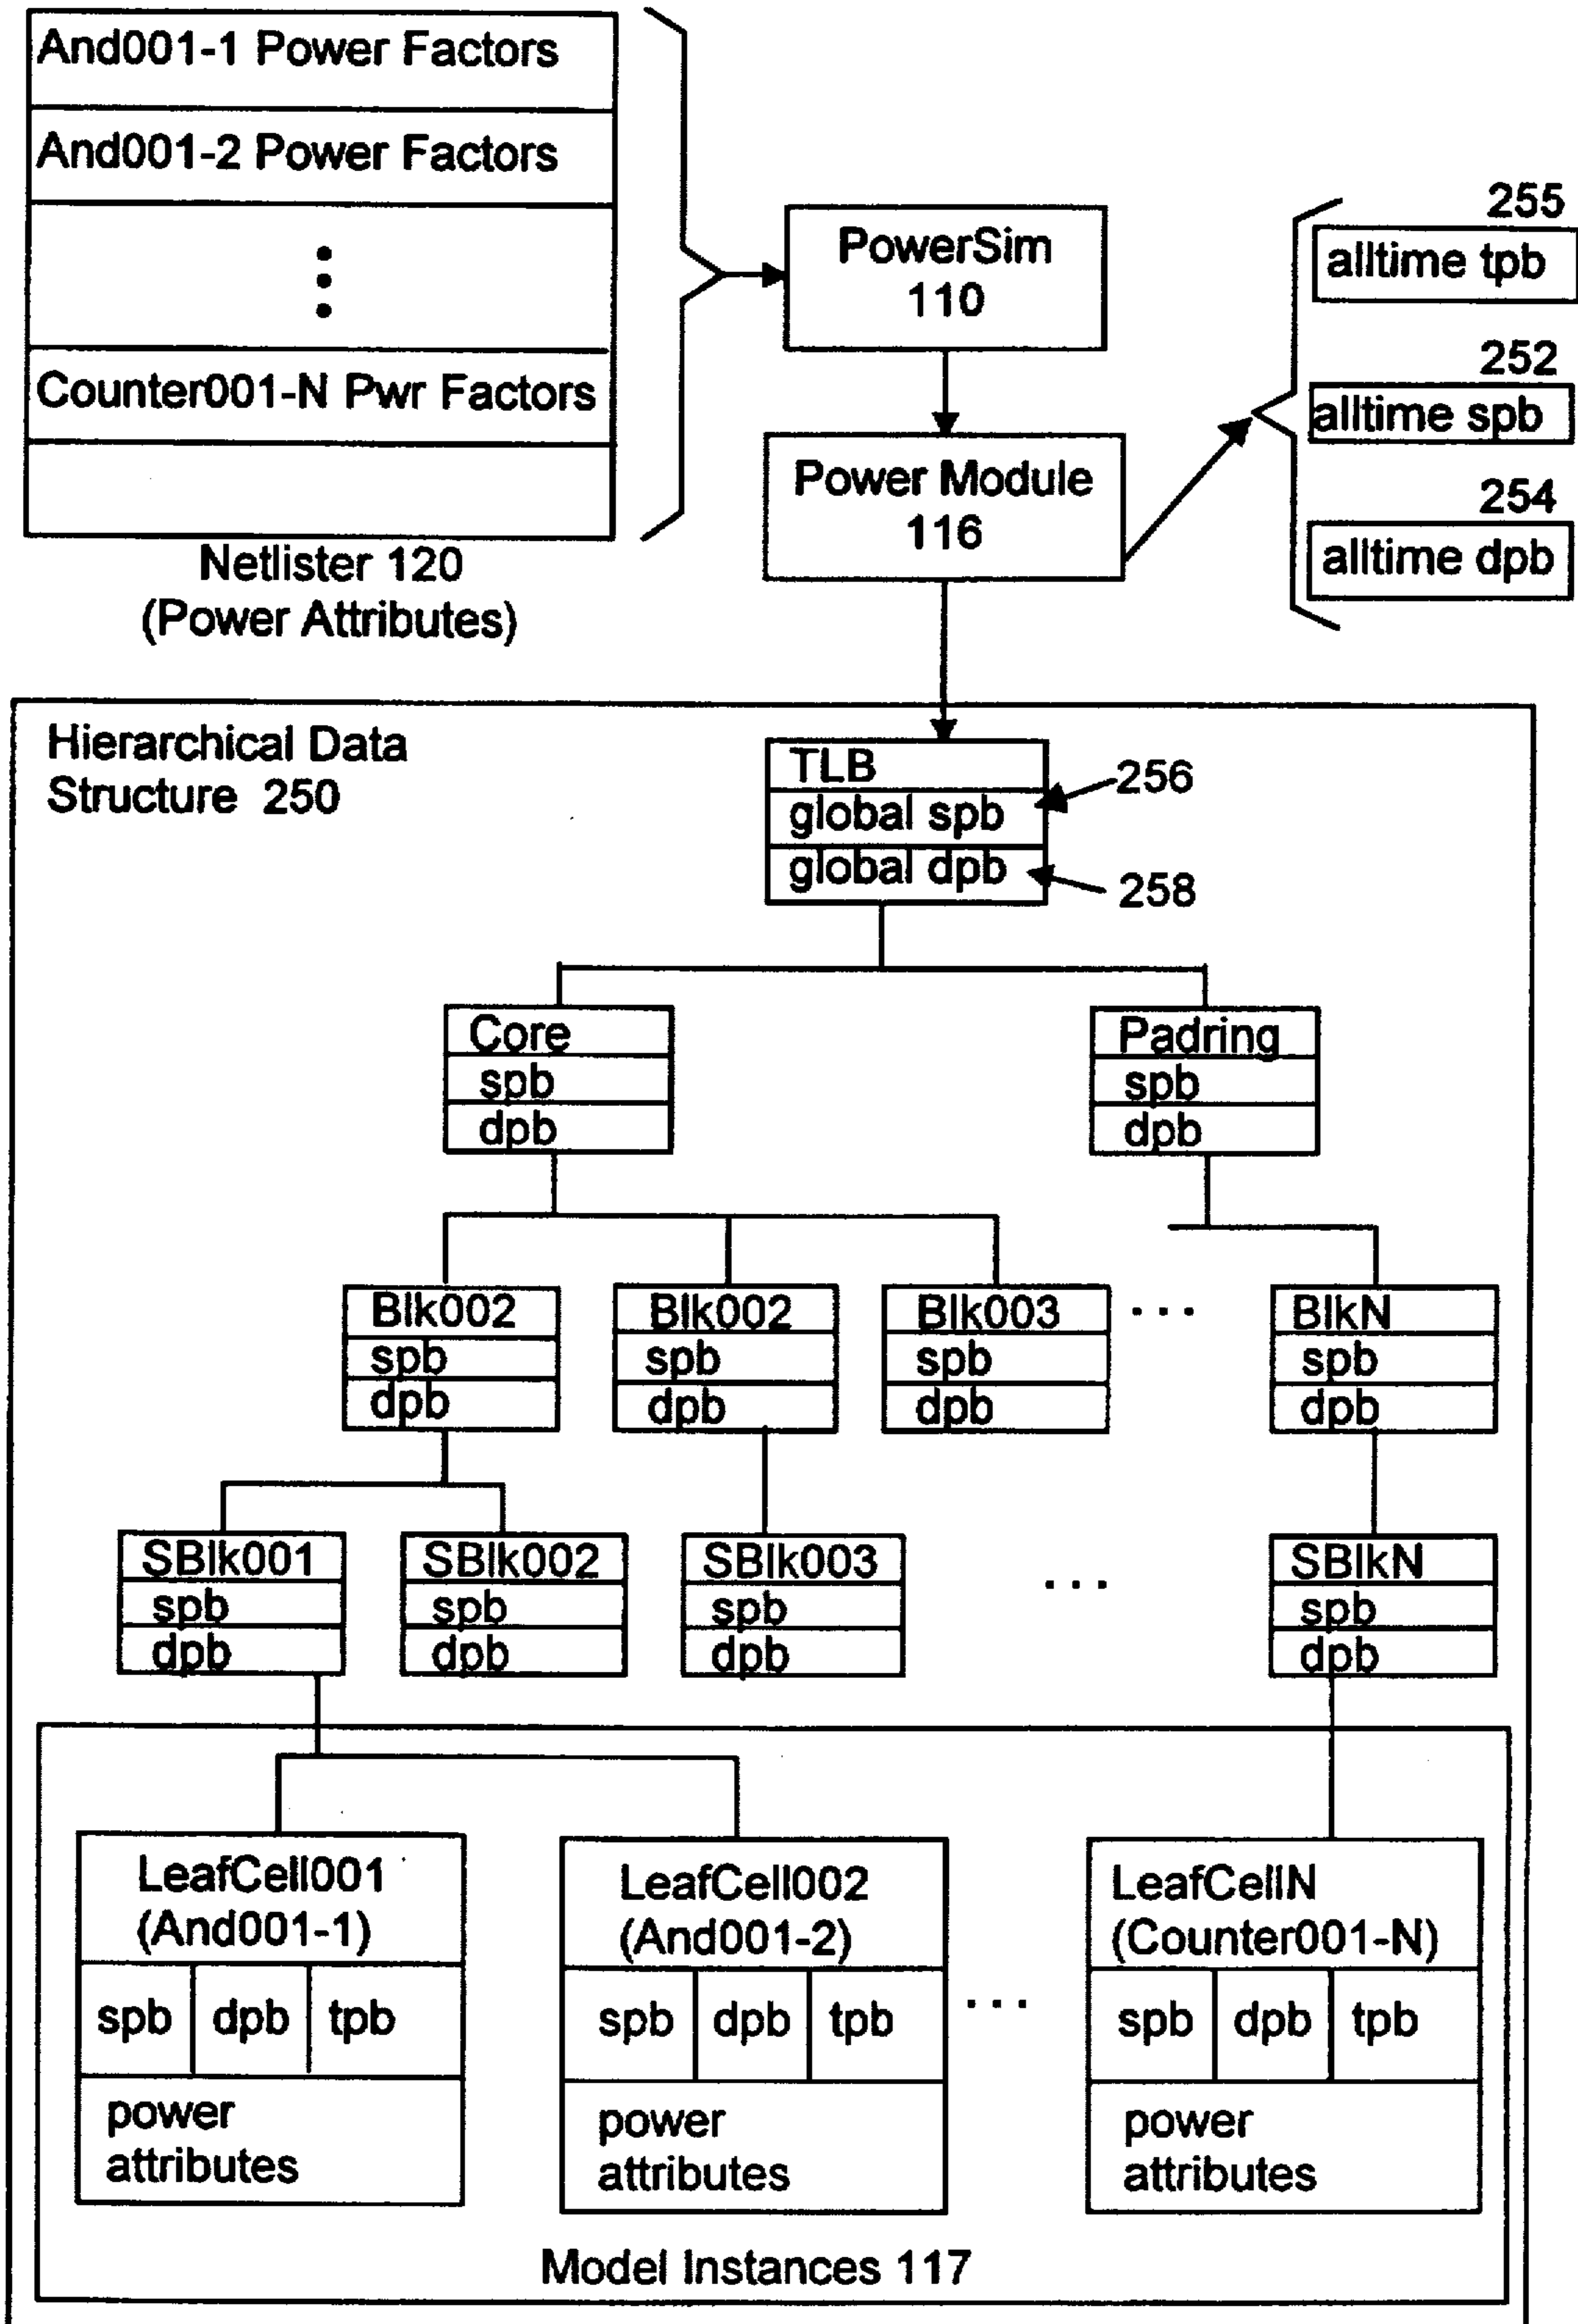 And001-1 Power Factors
And001-2 Power Factors
Counter001-N Pwr Factors
Netlister 120
(Power Attributes)
PowerSim
110
Power Module
116
255
alltime tpb
252
alltime spb
254
alltime dpb
Hierarchical Data
Structure 250
TLB
global spb
global dpb
256
258
Core
spb
dpb
Padring
spb
dpb
Blk002
spb
dpb
Blk002
spb
dpb
Blk003
spb
dpb
...
BlkN
spb
dpb
SBlk001
spb
dpb
SBlk002
spb
dpb
SBlk003
spb
dpb
...
SBlkN
spb
dpb
LeafCell001
(And001-1)
spb dpb tpb
power
attributes
LeafCell002
(And001-2)
spb dpb tpb
power
attributes
...
LeafCellN
(Counter001-N)
spb dpb tpb
power
attributes
Model Instances 117